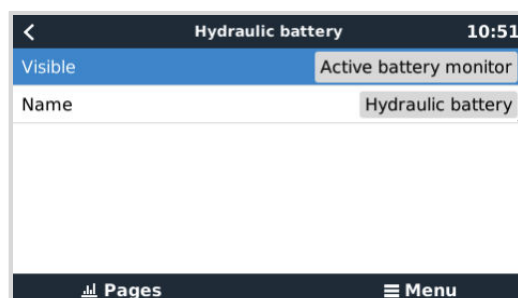 Hydraulic battery 10:51
Visible Active battery monitor
Name Hydraulic battery
Pages Menu